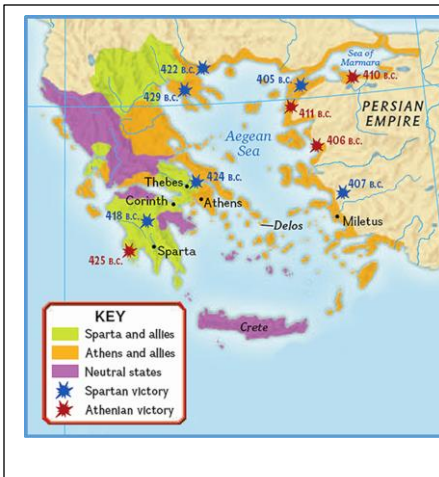 Sea of
Marmara
422 B.C.
405 B.C.
410 B.C.
429 B.C.
411 B.C.
PERSIAN
EMPIRE
Aegean
Sea
406 B.C.
424 B.C.
Thebes
407 B.C.
Corinth
Athens
418 B.C.
Delos
Miletus
Sparta
425 B.C.
Crete
KEY
Sparta and allies
Athens and allies
Neutral states
Spartan victory
Athenian victory